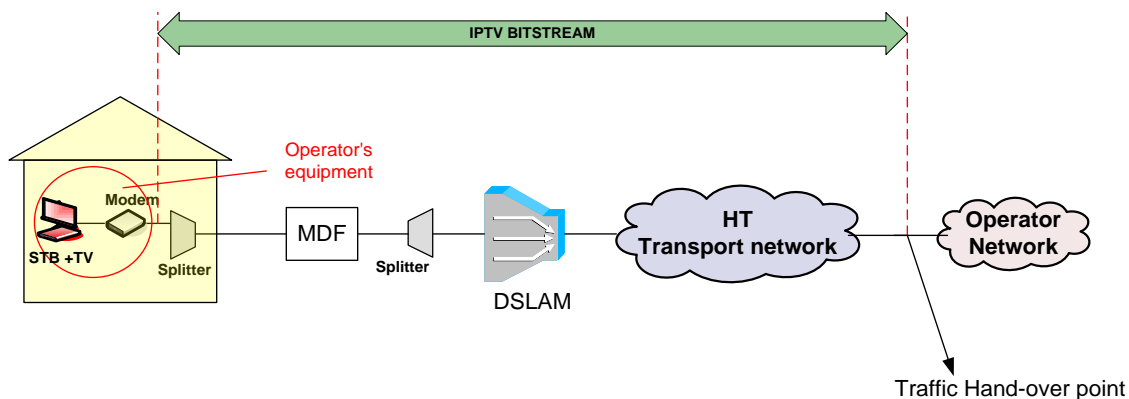 IPTV BITSTREAM
Operator's
equipment
Modem
STB +TV
Splitter
MDF
Splitter
DSLAM
HT
Transport network
Operator
Network
Traffic Hand-over point